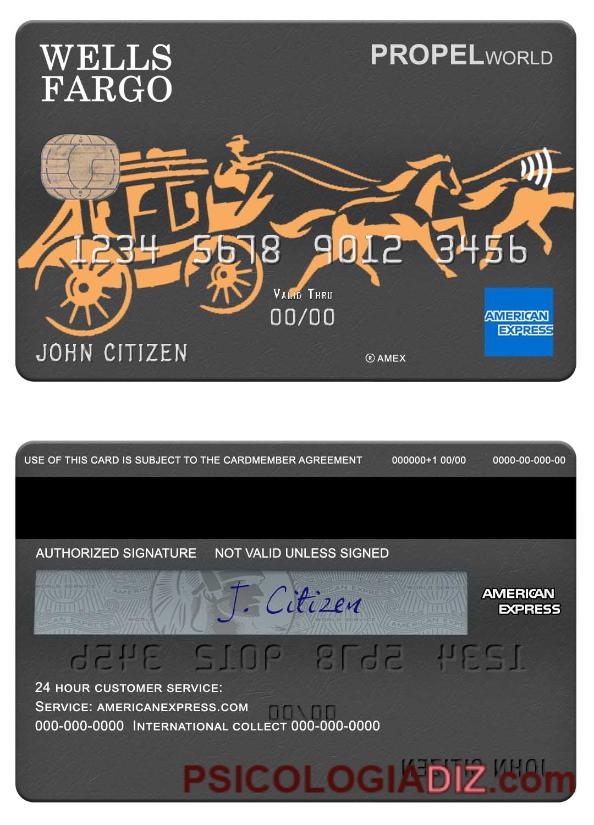 WELLS
FARGO
PROPELWORLD
1234 5678 9012 3456
VALID THRU
00/00
JOHN CITIZEN
® AMEX
AMERICAN
EXPRESS
USE OF THIS CARD IS SUBJECT TO THE CARDMEMBER AGREEMENT 000000+1 00/00 0000-00-000-00
AUTHORIZED SIGNATURE NOT VALID UNLESS SIGNED
J. Citizen
AMERICAN
EXPRESS
24 HOUR CUSTOMER SERVICE:
SERVICE: AMERICANEXPRESS.COM
000-000-0000 INTERNATIONAL COLLECT 000-000-0000
PSICOLOGIADIZ.com